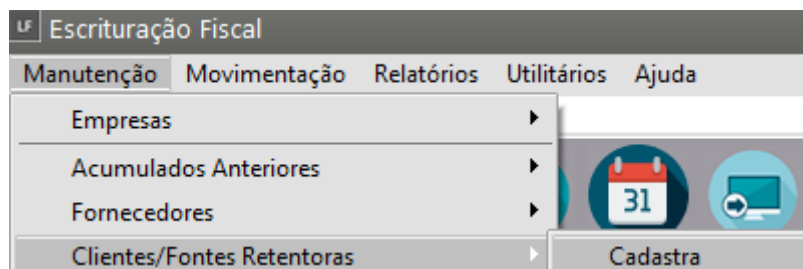 LF Escrituração Fiscal
Manutenção Movimentação Relatórios Utilitários Ajuda
Empresas
Acumulados Anteriores
Fornecedores
31
Clientes/Fontes Retentoras Cadastra